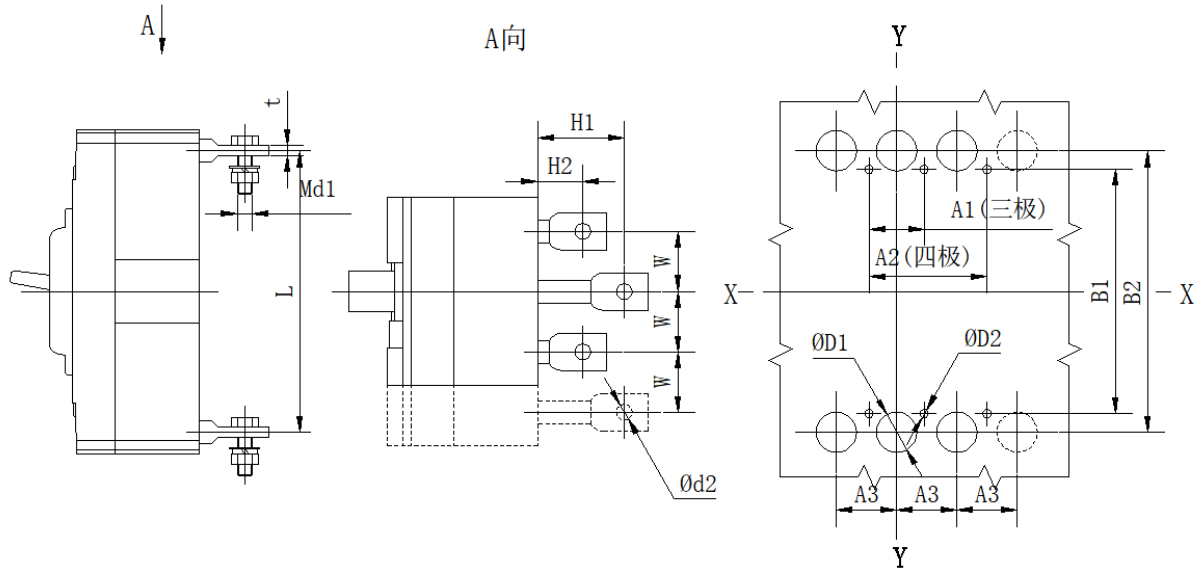 A
A向
t
Md1
L
H1
H2
W
W
W
Ød2
Y
A1(三极)
A2(四极)
X
X
B1
B2
ØD1
ØD2
A3
A3
A3
Y